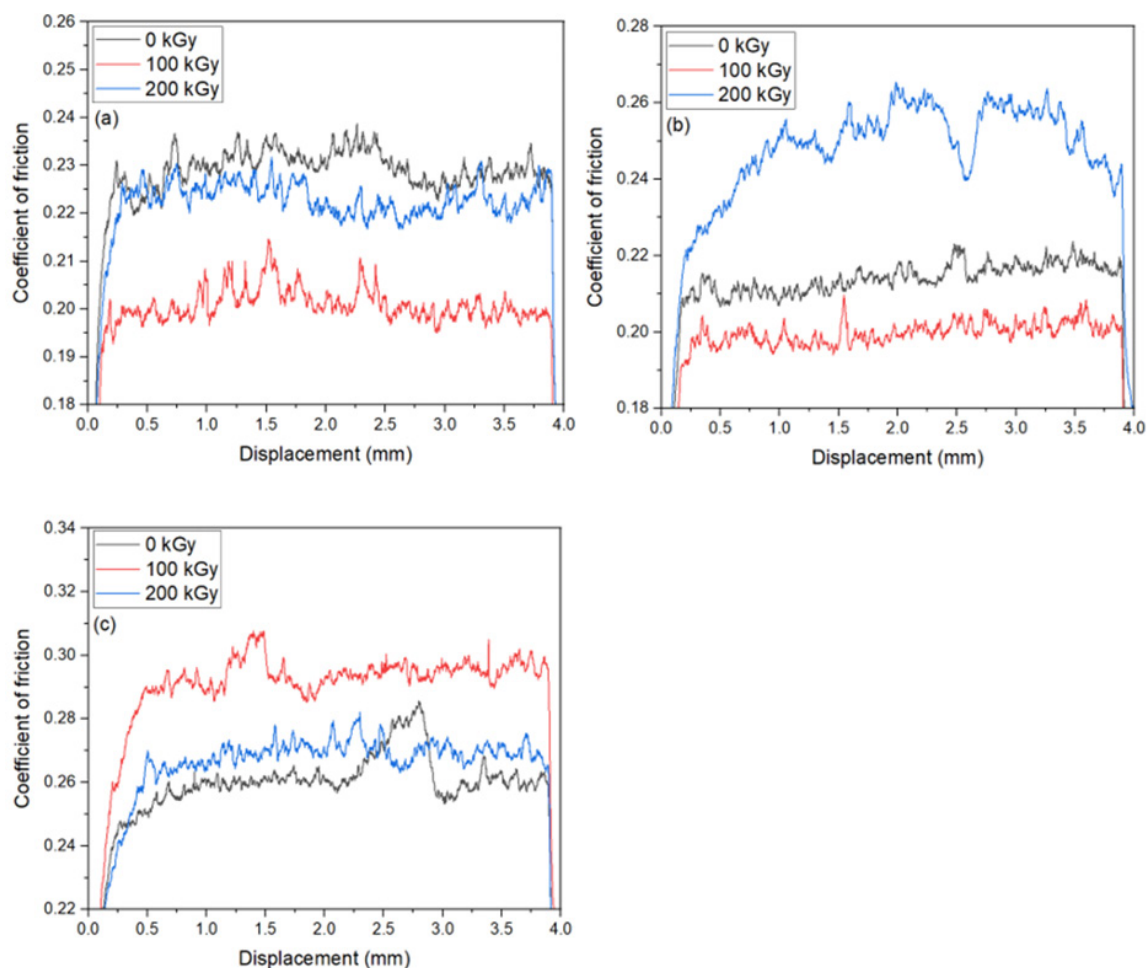 0.26
0.25
0.24
0.23
0.22
0.21
0.20
0.19
0.18
Coefficient of friction
0 kGy
100 kGy
200 kGy
(a)
0.0 0.5 1.0 1.5 2.0 2.5 3.0 3.5 4.0
Displacement (mm)
0.28
0.26
0.24
0.22
0.20
0.18
Coefficient of friction
0 kGy
100 kGy
200 kGy
(b)
0.0 0.5 1.0 1.5 2.0 2.5 3.0 3.5 4.0
Displacement (mm)
0.34
0.32
0.30
0.28
0.26
0.24
0.22
Coefficient of friction
0 kGy
100 kGy
200 kGy
(c)
0.0 0.5 1.0 1.5 2.0 2.5 3.0 3.5 4.0
Displacement (mm)